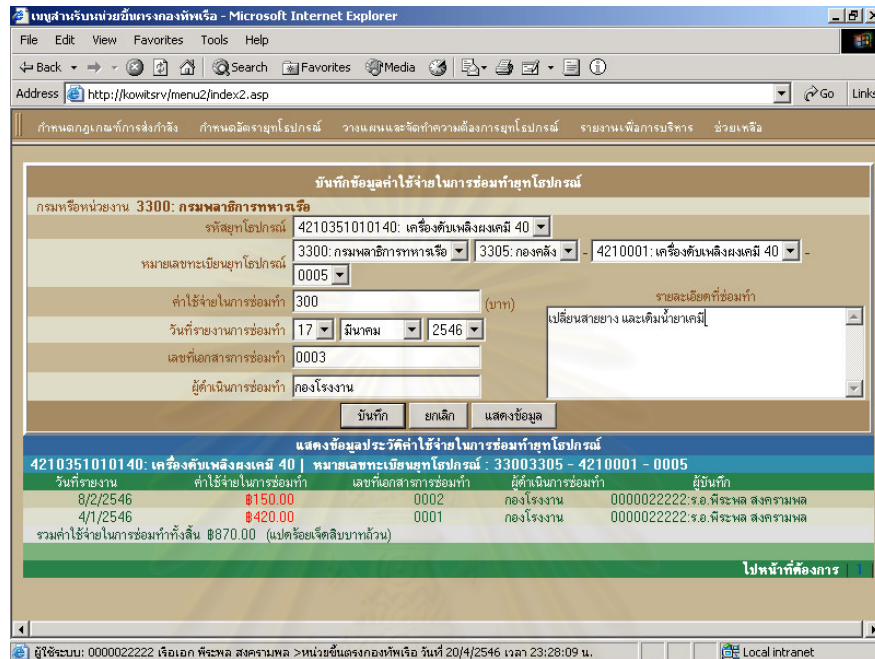 เมนูสำหรับหน่วยขึ้นตรงกองทัพเรือ - Microsoft Internet Explorer
File Edit View Favorites Tools Help
Back Search Favorites Media
Address http://kowitsrv/menu2/index2.asp Go Links
กำหนดกฎเกณฑ์การส่งกำลัง กำหนดอัตรายุทโธปกรณ์ วางแผนและจัดทำความต้องการยุทโธปกรณ์ รายงานเพื่อการบริหาร ช่วยเหลือ
บันทึกข้อมูลค่าใช้จ่ายในการซ่อมทำยุทโธปกรณ์
กรมหรือหน่วยงาน 3300: กรมพลาธิการทหารเรือ
รหัสยุทโธปกรณ์ 4210351010140: เครื่องดับเพลิงผงเคมี 40
หมายเลขทะเบียนยุทโธปกรณ์ 3300: กรมพลาธิการทหารเรือ 3305: กองคลัง - 4210001: เครื่องดับเพลิงผงเคมี 40 -
0005
ค่าใช้จ่ายในการซ่อมทำ 300 (บาท) รายละเอียดที่ซ่อมทำ
วันที่รายงานการซ่อมทำ 17 มีนาคม 2546 เปลี่ยนสายยาง และเติมน้ำยาเคมี
เลขที่เอกสารการซ่อมทำ 0003
ผู้ดำเนินการซ่อมทำ กองโรงงาน
บันทึก ยกเลิก แสดงข้อมูล
แสดงข้อมูลประวัติค่าใช้จ่ายในการซ่อมทำยุทโธปกรณ์
4210351010140: เครื่องดับเพลิงผงเคมี 40 | หมายเลขทะเบียนยุทโธปกรณ์ : 33003305 - 4210001 - 0005
วันที่รายงาน ค่าใช้จ่ายในการซ่อมทำ เลขที่เอกสารการซ่อมทำ ผู้ดำเนินการซ่อมทำ ผู้บันทึก
8/2/2546 ฿150.00 0002 กองโรงงาน 0000022222:ร.อ.พีระพล สงครามพล
4/1/2546 ฿420.00 0001 กองโรงงาน 0000022222:ร.อ.พีระพล สงครามพล
รวมค่าใช้จ่ายในการซ่อมทำทั้งสิ้น ฿870.00 (แปดร้อยเจ็ดสิบบาทถ้วน)
ไปหน้าที่ต้องการ | 1 |
ผู้ใช้ระบบ: 0000022222 เรือเอก พีระพล สงครามพล >หน่วยขึ้นตรงกองทัพเรือ วันที่ 20/4/2546 เวลา 23:28:09 น. Local intranet